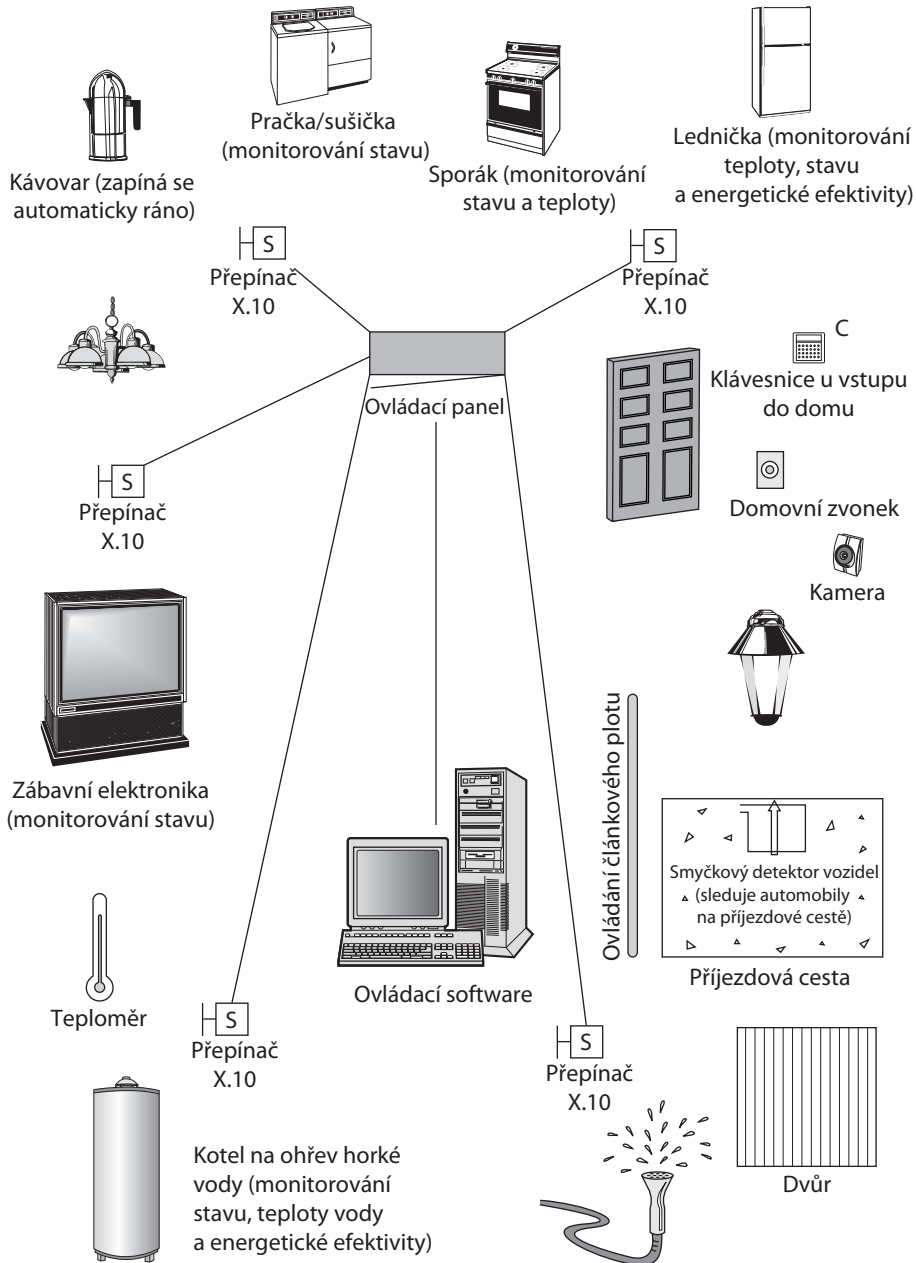 Pračka/sušička
(monitorování stavu)
Kávovar (zapíná se
automaticky ráno)
Sporák (monitorování
stavu a teploty)
Lednička (monitorování
teploty, stavu
a energetické efektivity)
S
Přepínač
X.10
S
Přepínač
X.10
C
Klávesnice u vstupu
do domu
Ovládací panel
S
Přepínač
X.10
Domovní zvonek
Kamera
Zábavní elektronika
(monitorování stavu)
Ovládání článkového plotu
Smyčkový detektor vozidel
(sleduje automobily
na příjezdové cestě)
Příjezdová cesta
Teploměr
Ovládací software
S
Přepínač
X.10
S
Přepínač
X.10
Kotel na ohřev horké
vody (monitorování
stavu, teploty vody
a energetické efektivity)
Dvůr